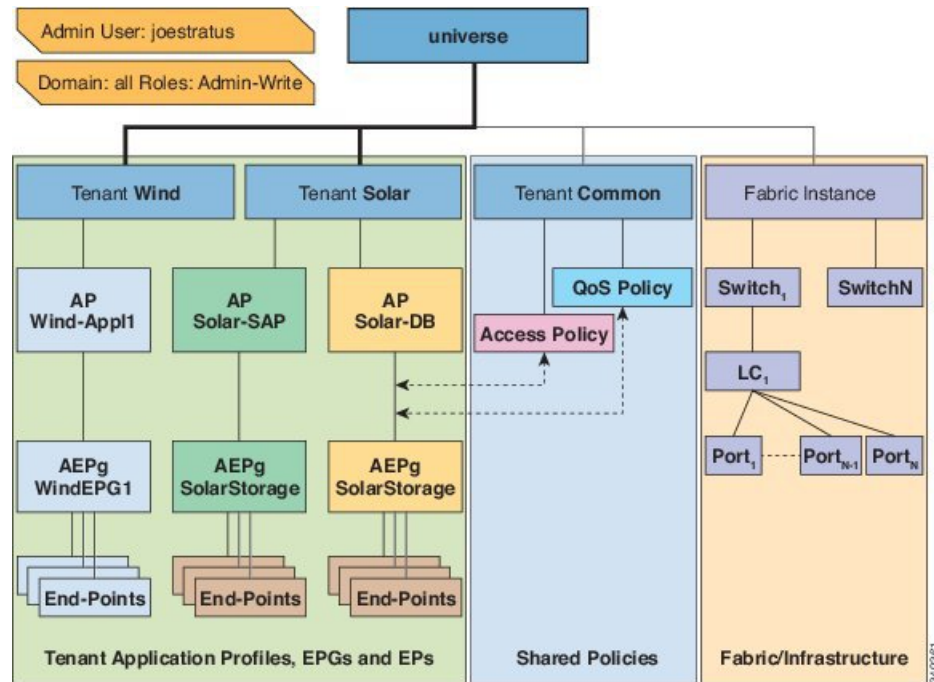 Admin User: joestratus
universe
Domain: all Roles: Admin-Write
Tenant Wind
Tenant Solar
Tenant Common
Fabric Instance
AP
Wind-Appl1
AP
Solar-SAP
AP
Solar-DB
QoS Policy
Access Policy
Switch1
SwitchN
LC1
Port1
PortN-1
PortN
AEPg
WindEPG1
AEPg
SolarStorage
AEPg
SolarStorage
End-Points
End-Points
End-Points
Tenant Application Profiles, EPGs and EPs
Shared Policies
Fabric/Infrastructure